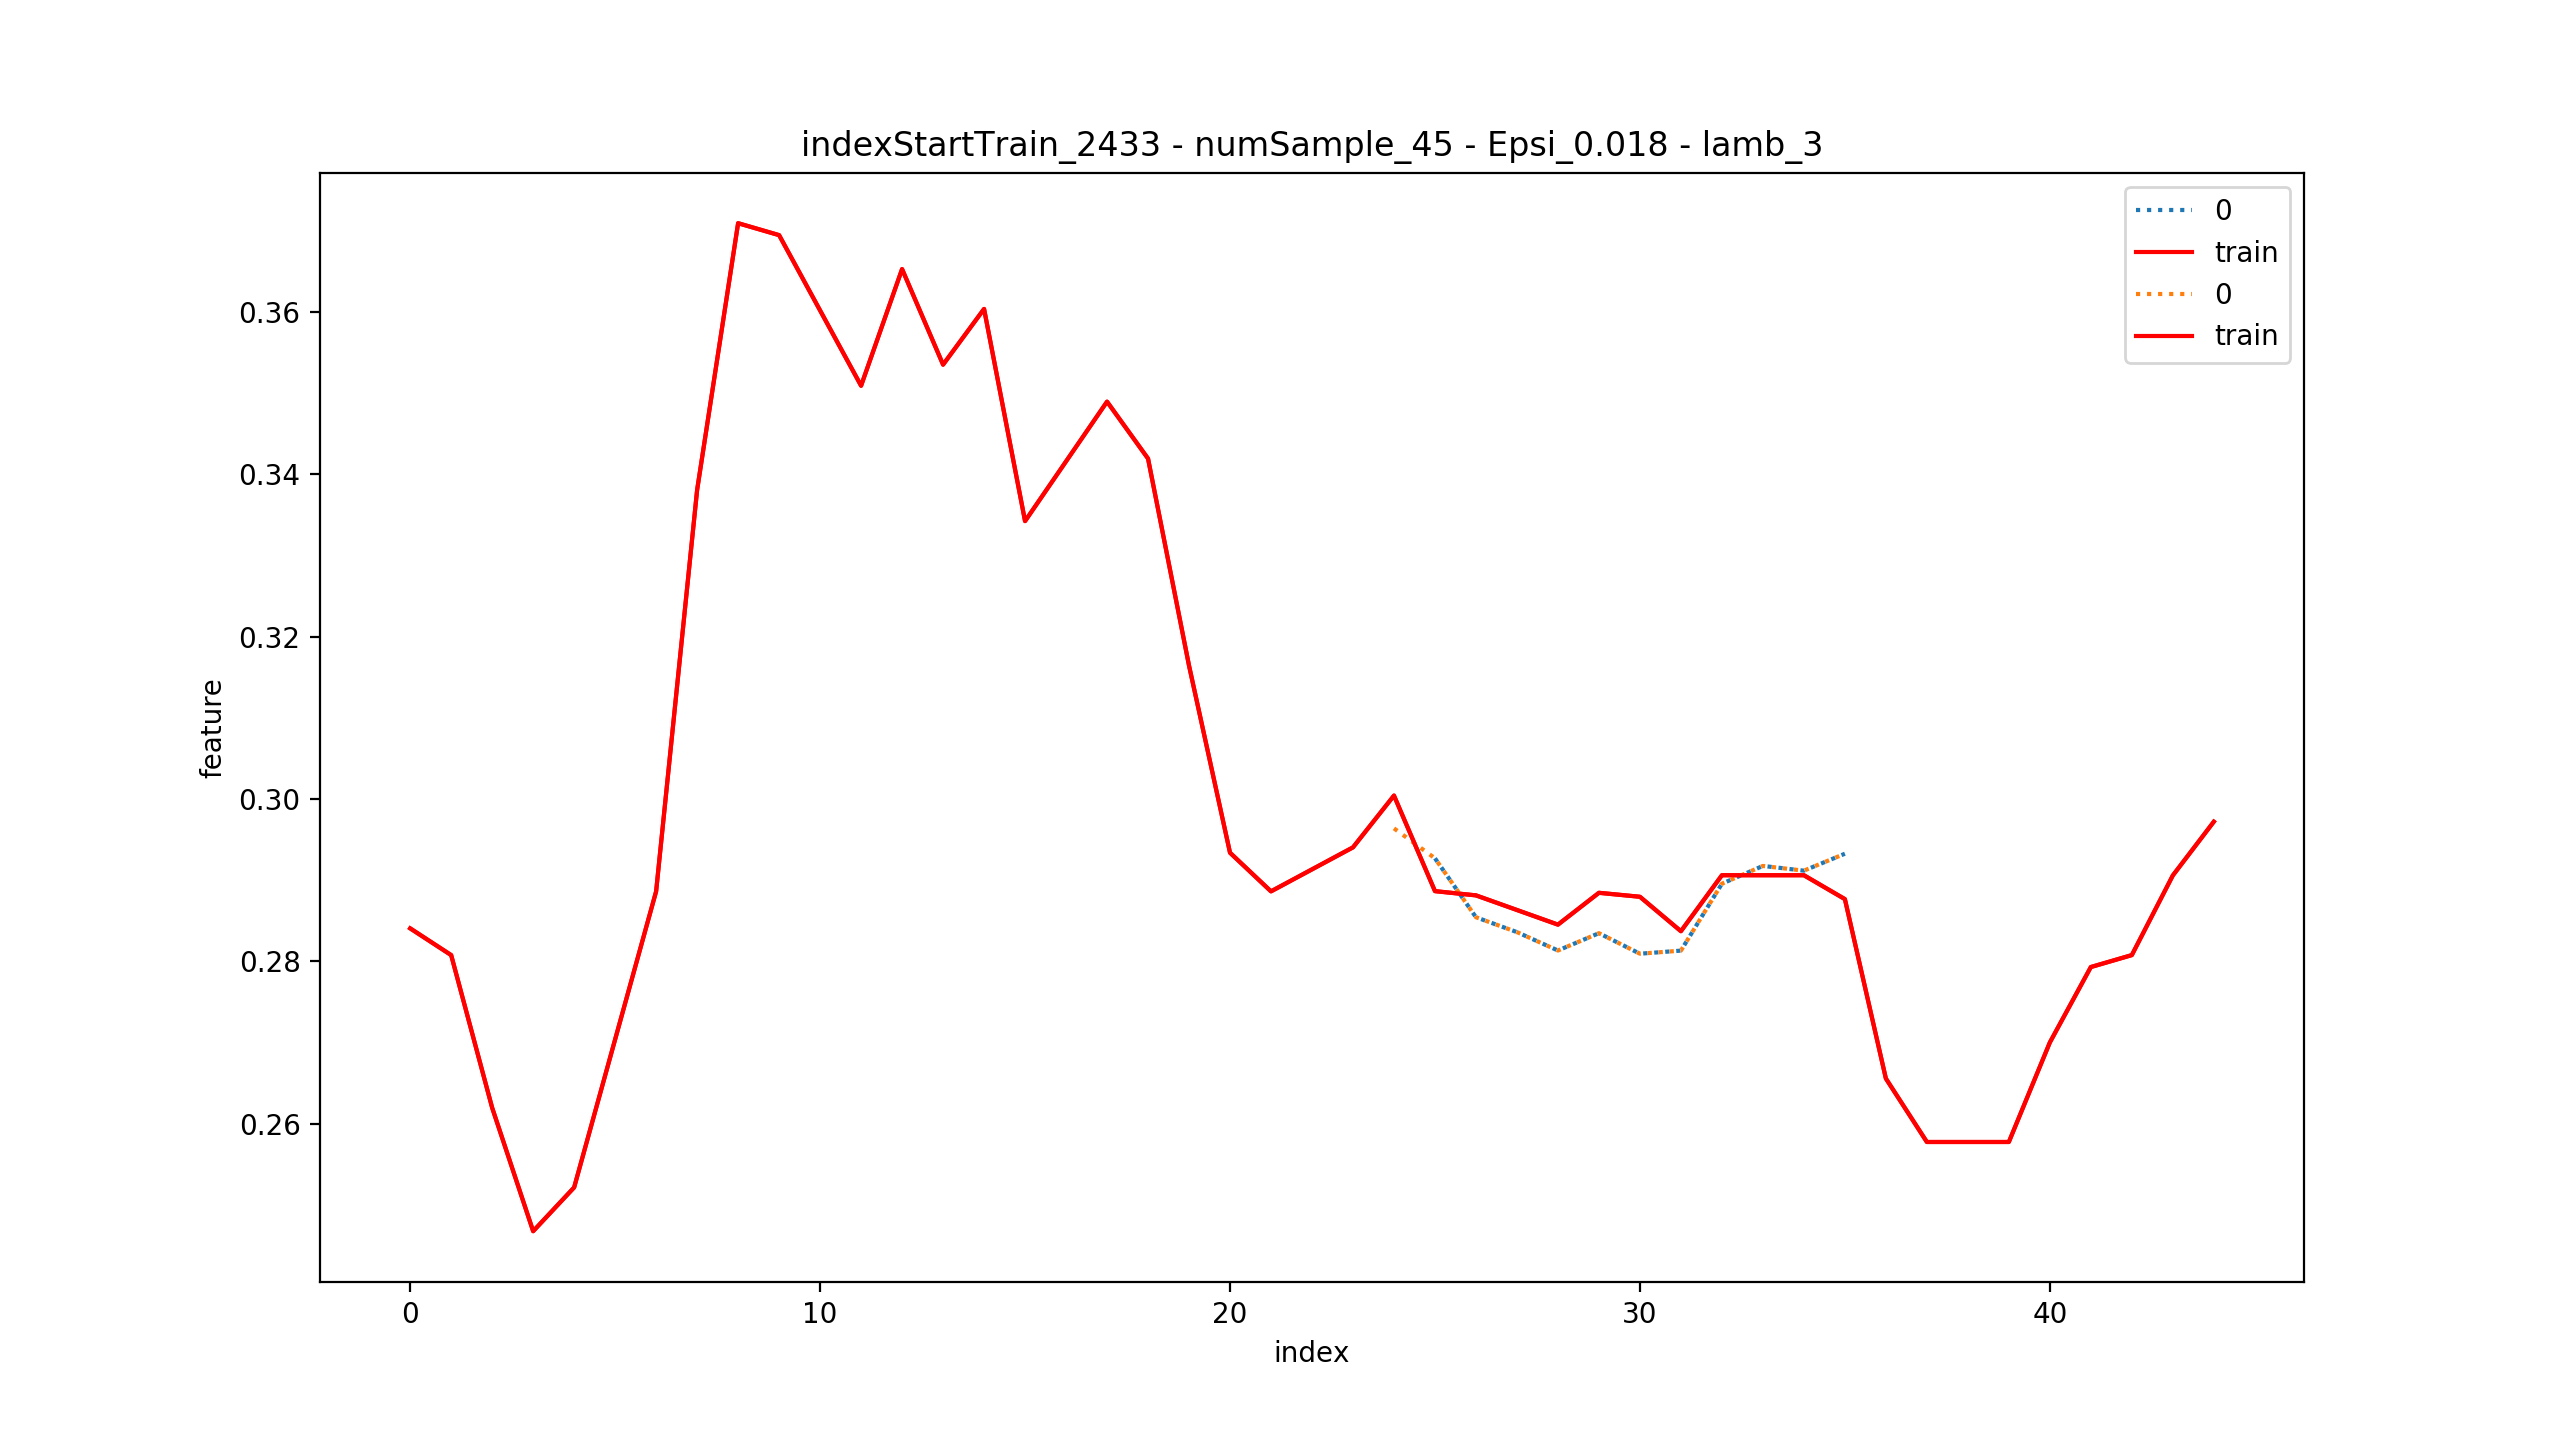 indexStartTrain_2433 - numSample_45 - Epsi_0.018 - lamb_3
0
train
0
train
0.36
0.34
0.32
0.30
0.28
0.26
feature
0 10 20 30 40
index